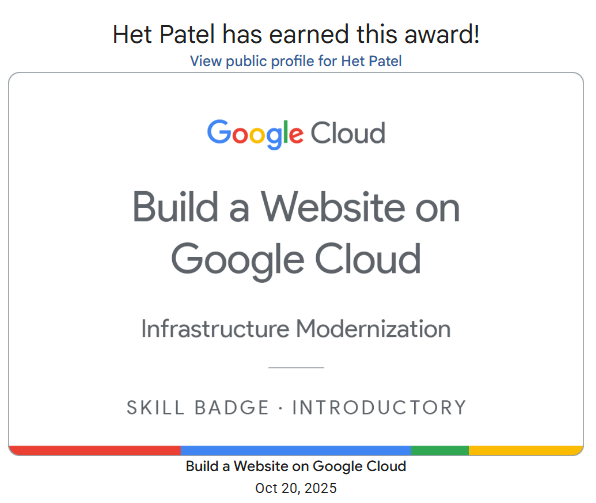 Het Patel has earned this award!
View public profile for Het Patel
Google Cloud
Build a Website on
Google Cloud
Infrastructure Modernization
SKILL BADGE · INTRODUCTORY
Build a Website on Google Cloud
Oct 20, 2025